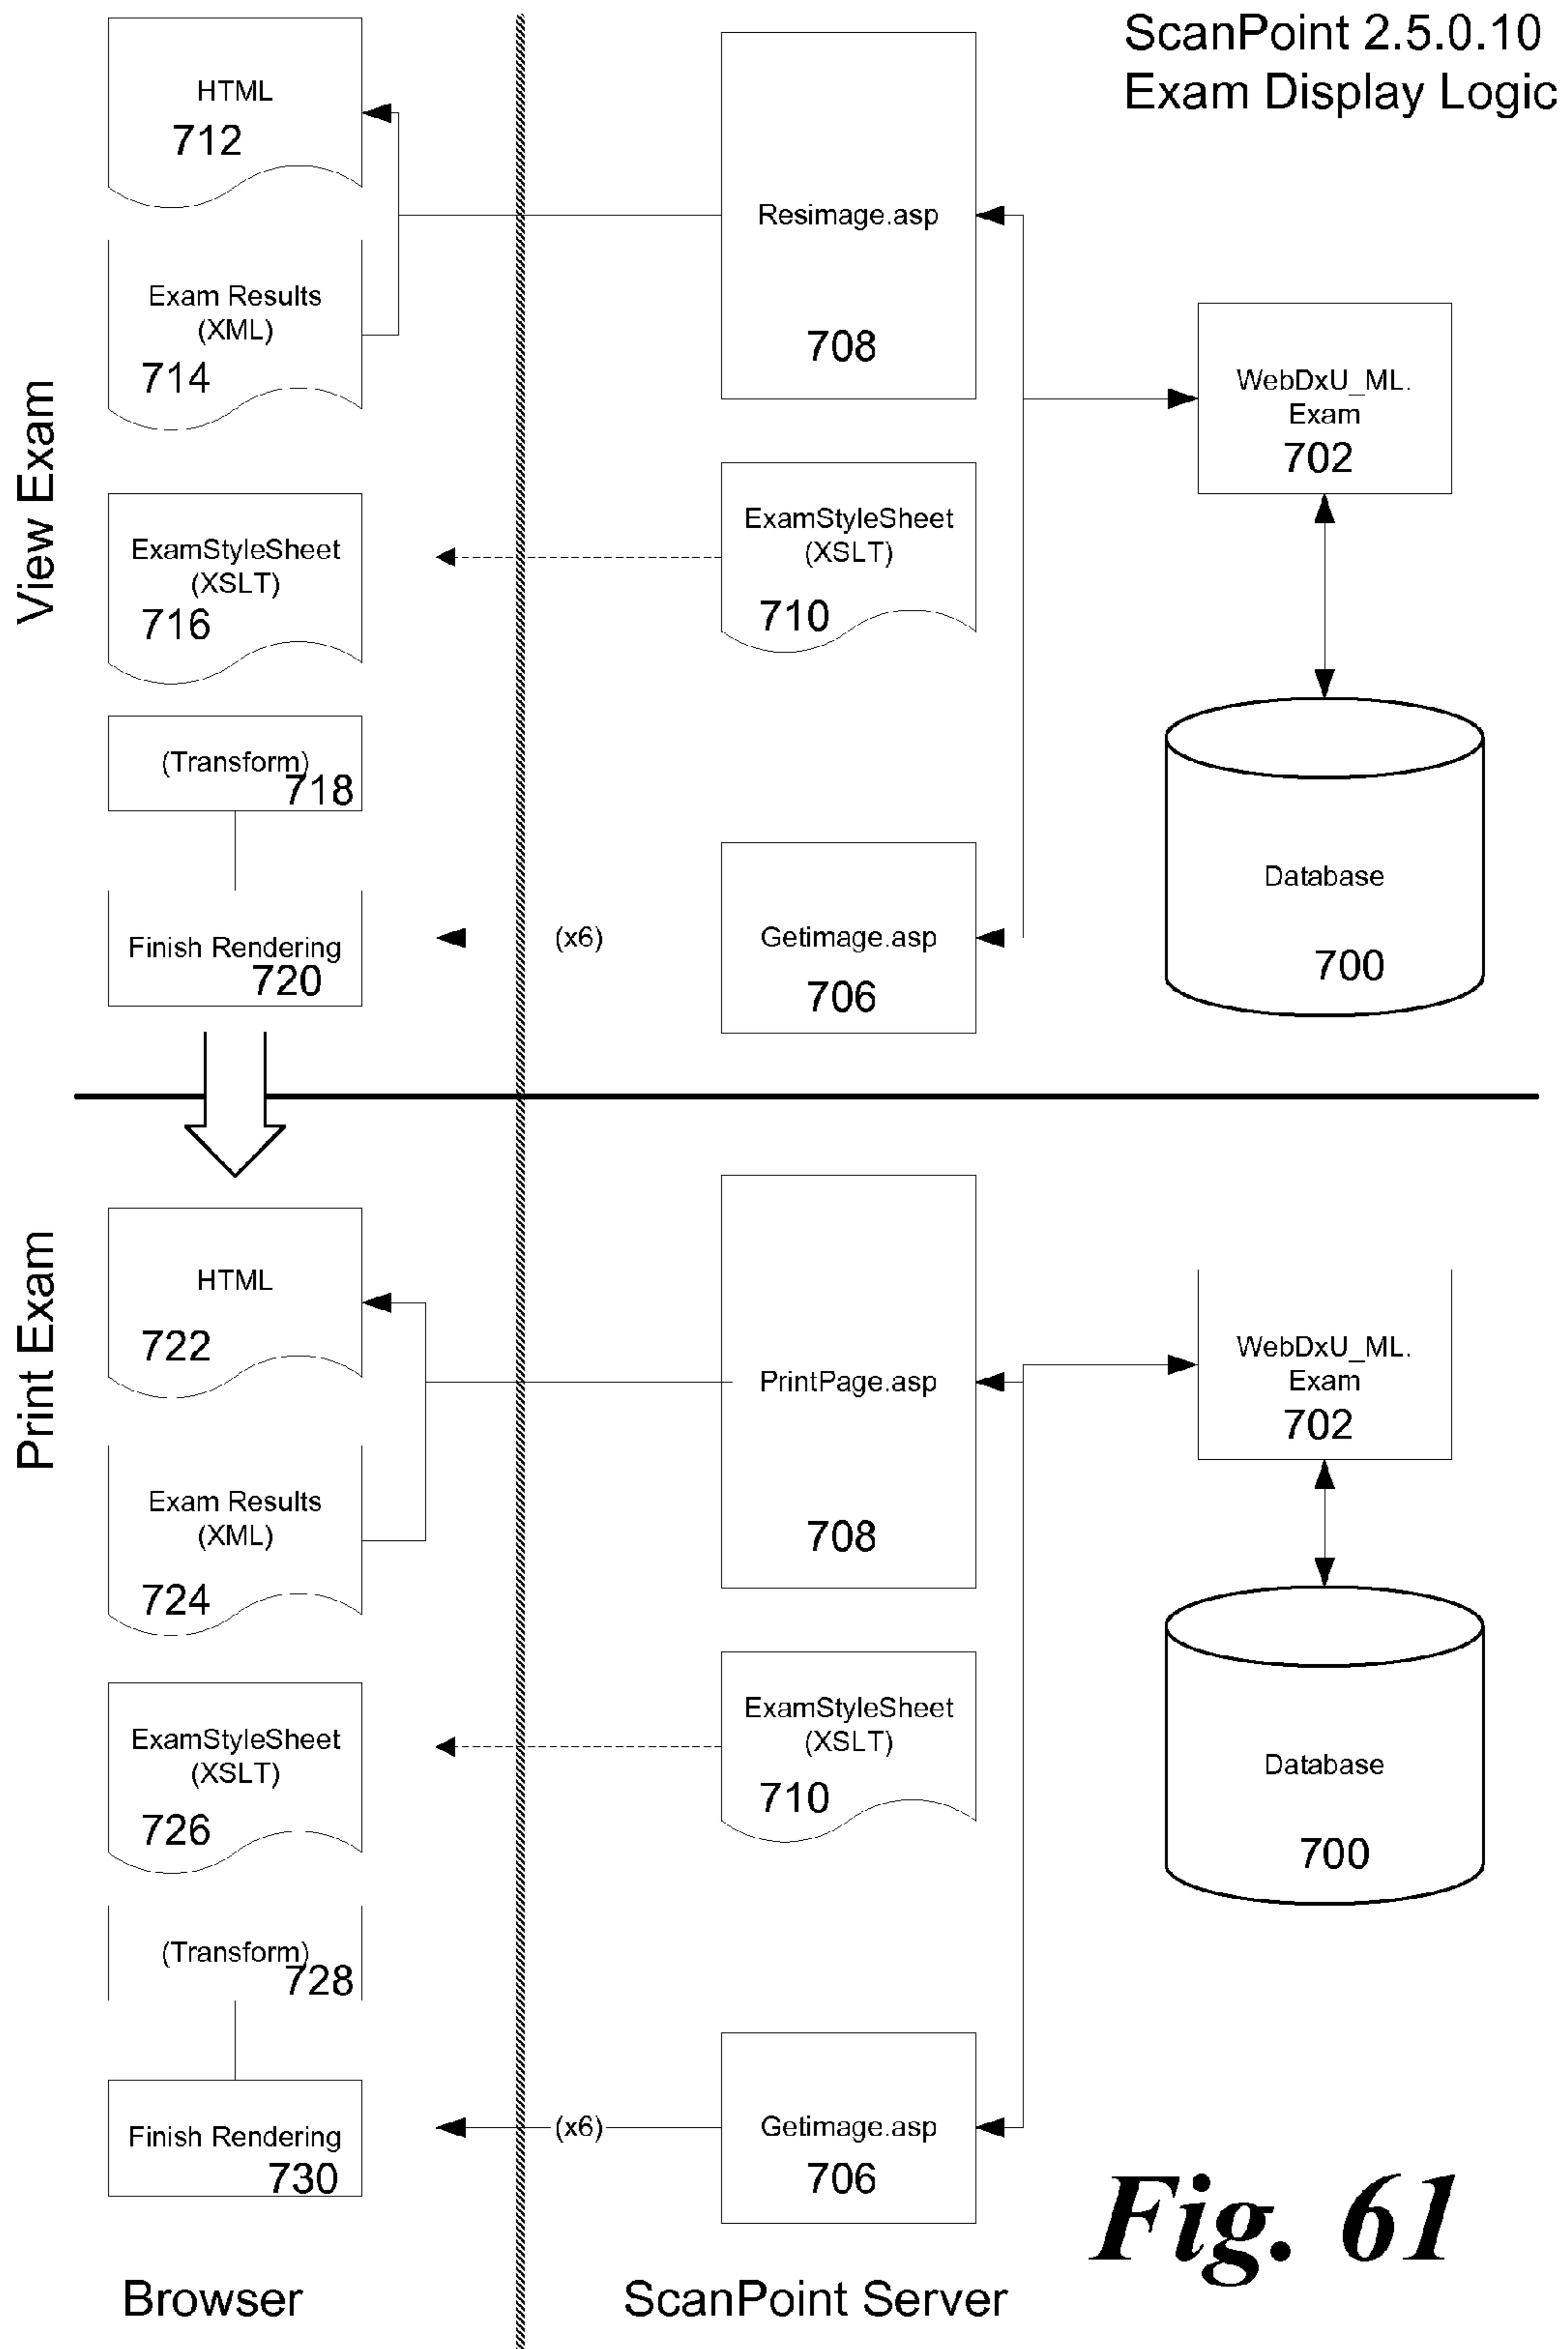 ScanPoint 2.5.0.10
Exam Display Logic
View Exam
HTML
712
Exam Results
(XML)
714
ExamStyleSheet
(XSLT)
716
(Transform)
718
Finish Rendering
720
(x6)
Resimage.asp
708
ExamStyleSheet
(XSLT)
710
Getimage.asp
706
WebDxU_ML.
Exam
702
Database
700
Print Exam
HTML
722
Exam Results
(XML)
724
ExamStyleSheet
(XSLT)
726
(Transform)
728
Finish Rendering
730
(x6)
PrintPage.asp
708
ExamStyleSheet
(XSLT)
710
Getimage.asp
706
WebDxU_ML.
Exam
702
Database
700
Browser
ScanPoint Server
Fig. 61